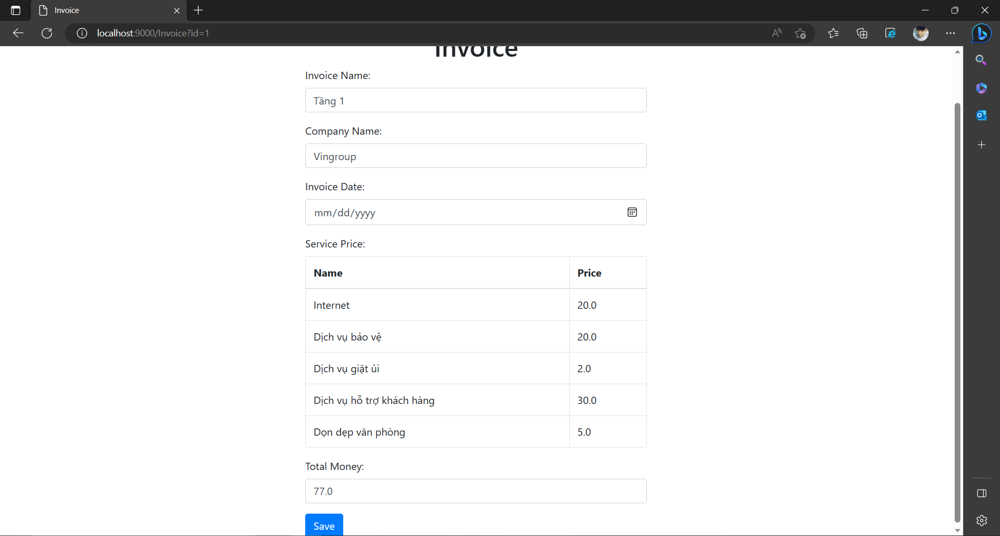 Invoice
localhost:9000/Invoice?id=1
Invoice
Invoice Name:
Tầng 1
Company Name:
Vingroup
Invoice Date:
mm/dd/yyyy
Service Price:
Name Price
Internet 20.0
Dịch vụ bảo vệ 20.0
Dịch vụ giặt ủi 2.0
Dịch vụ hỗ trợ khách hàng 30.0
Dọn dẹp văn phòng 5.0
Total Money:
77.0
Save